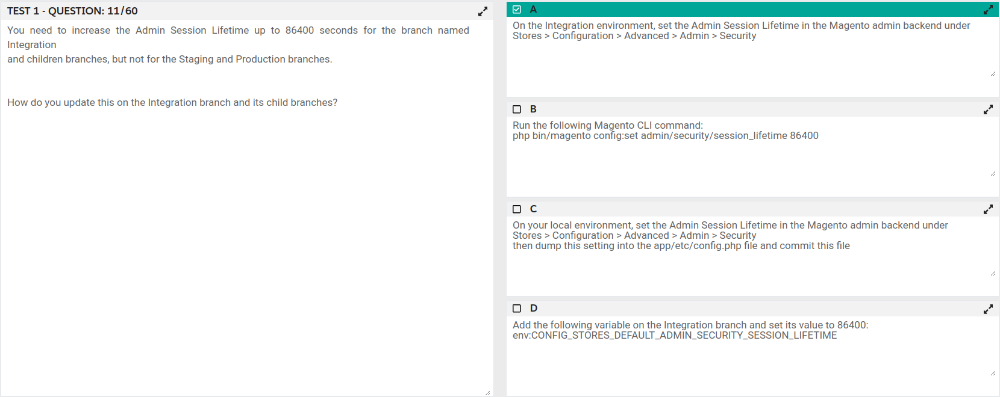 TEST 1 - QUESTION: 11/60
You need to increase the Admin Session Lifetime up to 86400 seconds for the branch named
Integration
and children branches, but not for the Staging and Production branches.
How do you update this on the Integration branch and its child branches?
A
On the Integration environment, set the Admin Session Lifetime in the Magento admin backend under
Stores > Configuration > Advanced > Admin > Security
B
Run the following Magento CLI command:
php bin/magento config:set admin/security/session_lifetime 86400
C
On your local environment, set the Admin Session Lifetime in the Magento admin backend under
Stores > Configuration > Advanced > Admin > Security
then dump this setting into the app/etc/config.php file and commit this file
D
Add the following variable on the Integration branch and set its value to 86400:
env:CONFIG_STORES_DEFAULT_ADMIN_SECURITY_SESSION_LIFETIME